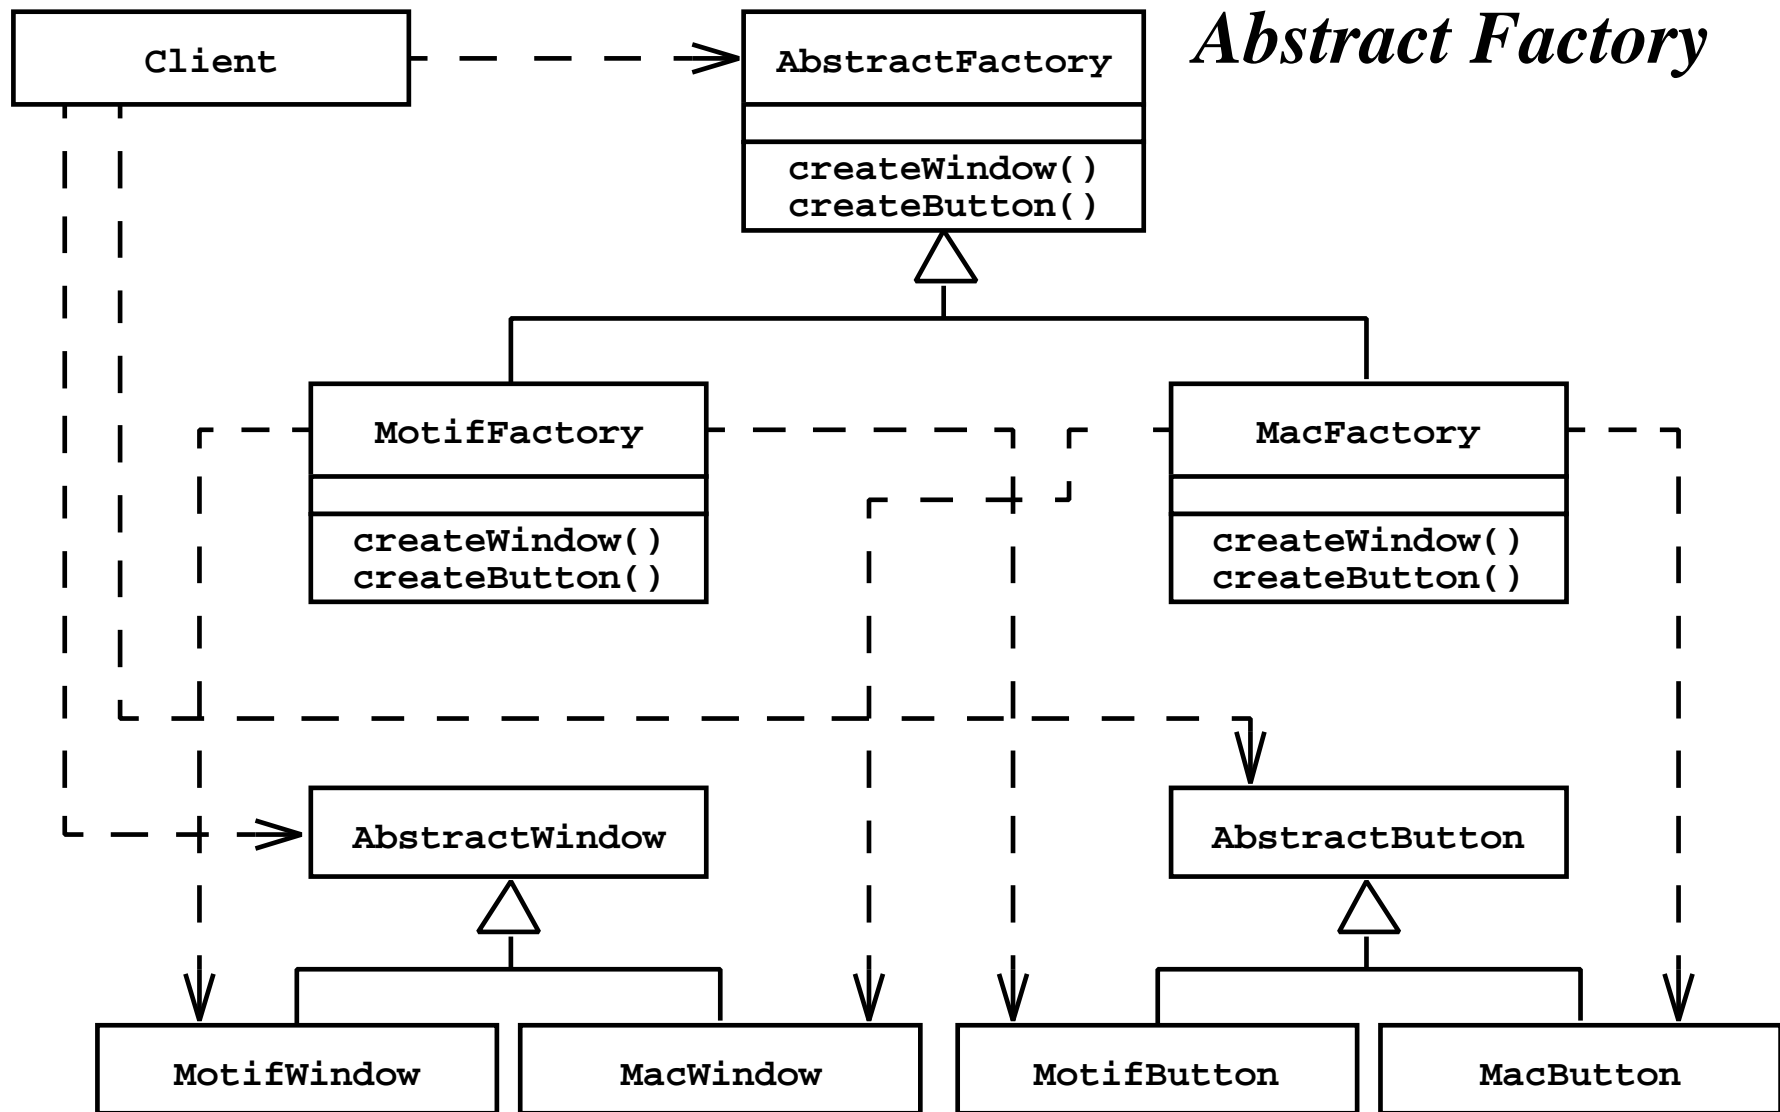 Abstract Factory
Client
AbstractFactory
createWindow()
createButton()
MotifFactory
createWindow()
createButton()
MacFactory
createWindow()
createButton()
AbstractWindow
AbstractButton
MotifWindow
MacWindow
MotifButton
MacButton